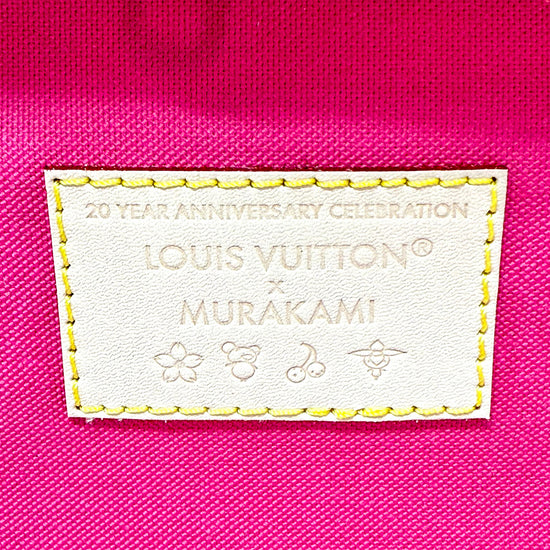 20 YEAR ANNIVERSARY CELEBRATION
LOUIS VUITTON®
×
MURAKAMI